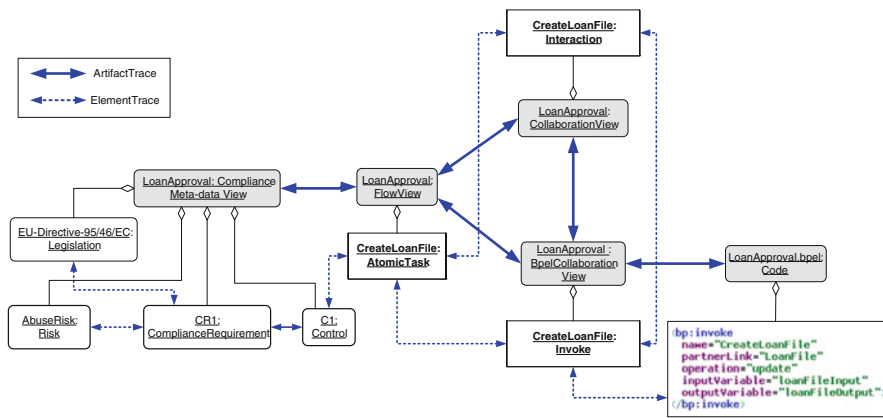 CreateLoanFile:
Interaction
ArtifactTrace
ElementTrace
LoanApproval:
CollaborationView
LoanApproval: Compliance
Meta-data View
LoanApproval:
FlowView
EU-Directive-95/46/EC:
Legislation
CreateLoanFile:
AtomicTask
LoanApproval :
BpelCollaboration
View
LoanApproval.bpel:
Code
AbuseRisk:
Risk
CR1:
ComplianceRequirement
C1:
Control
CreateLoanFile:
Invoke
<bp:invoke
name="CreateLoanFile"
partnerLink="LoanFile"
operation="update"
inputVariable="loanFileInput"
outputVariable="loanFileOutput">
</bp:invoke>